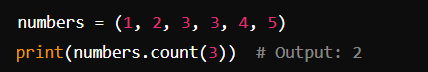 numbers = (1, 2, 3, 3, 4, 5)
print(numbers.count(3))  # Output: 2